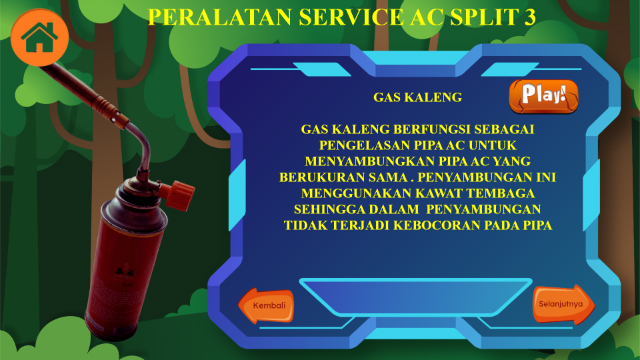 PERALATAN SERVICE AC SPLIT 3
GAS KALENG
Play!
GAS KALENG BERFUNGSI SEBAGAI
PENGELASAN PIPA AC UNTUK
MENYAMBUNGKAN PIPA AC YANG
BERUKURAN SAMA . PENYAMBUNGAN INI
MENGGUNAKAN KAWAT TEMBAGA
SEHINGGA DALAM PENYAMBUNGAN
TIDAK TERJADI KEBOCORAN PADA PIPA
Kembali
Selanjutnya